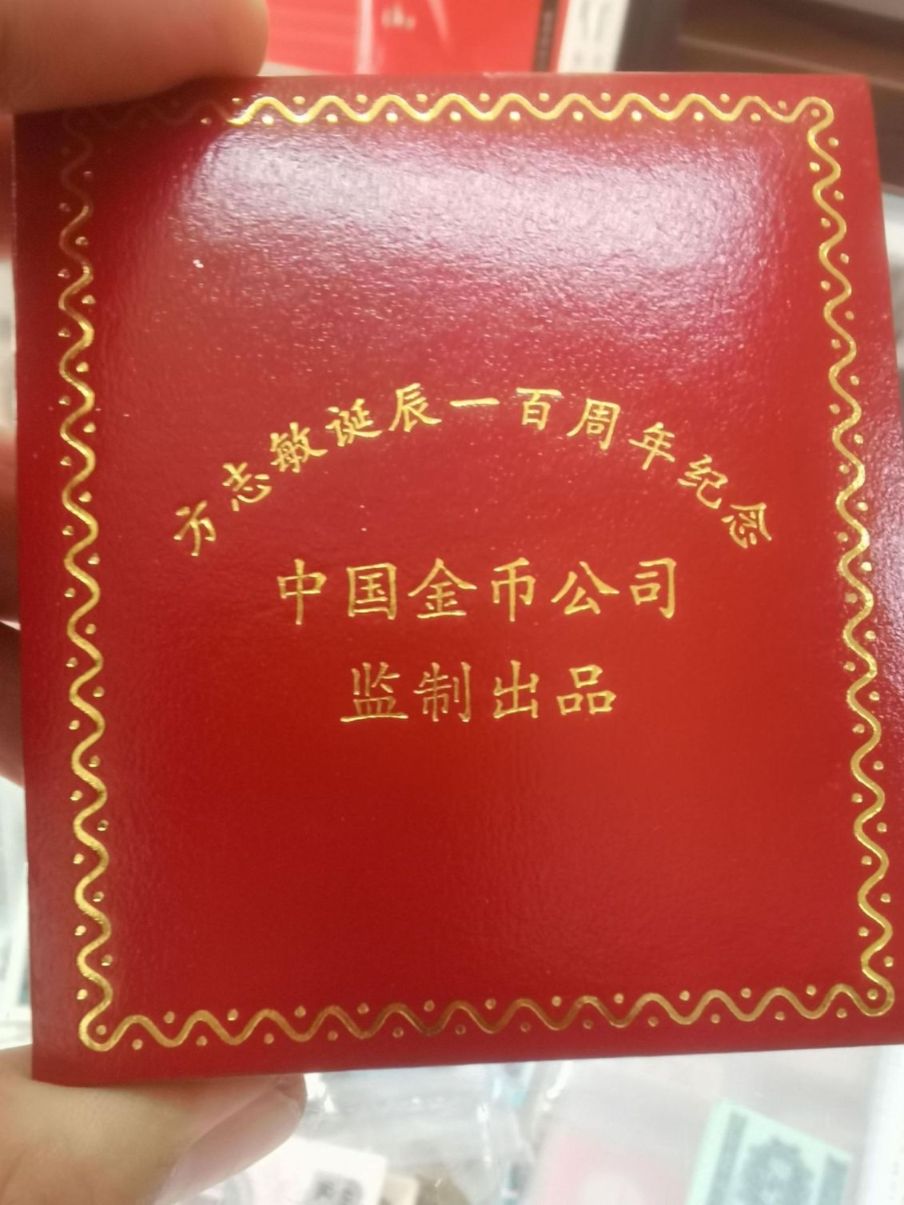 方志敏诞辰一百周年纪念
中国金币公司
监制出品